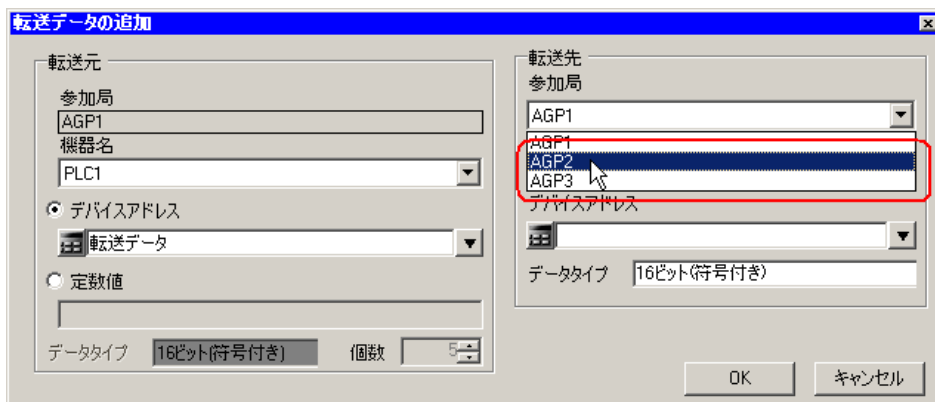 転送データの追加
転送元
参加局
AGP1
機器名
PLC1
デバイスアドレス
転送データ
定数値
データタイプ 16ビット(符号付き) 個数 5
転送先
参加局
AGP1
AGP1
AGP2
AGP3
デバイスアドレス
データタイプ 16ビット(符号付き)
OK キャンセル